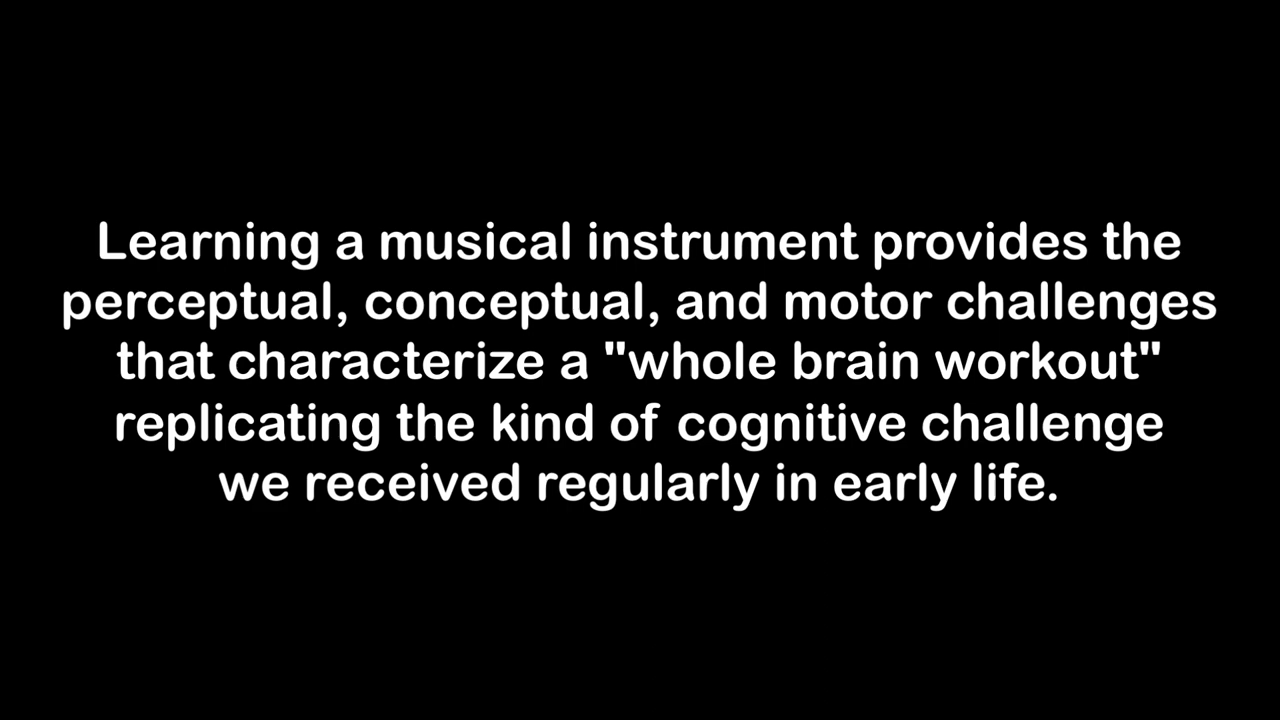 Learning a musical instrument provides the
perceptual, conceptual, and motor challenges
that characterize a "whole brain workout"
replicating the kind of cognitive challenge
we received regularly in early life.